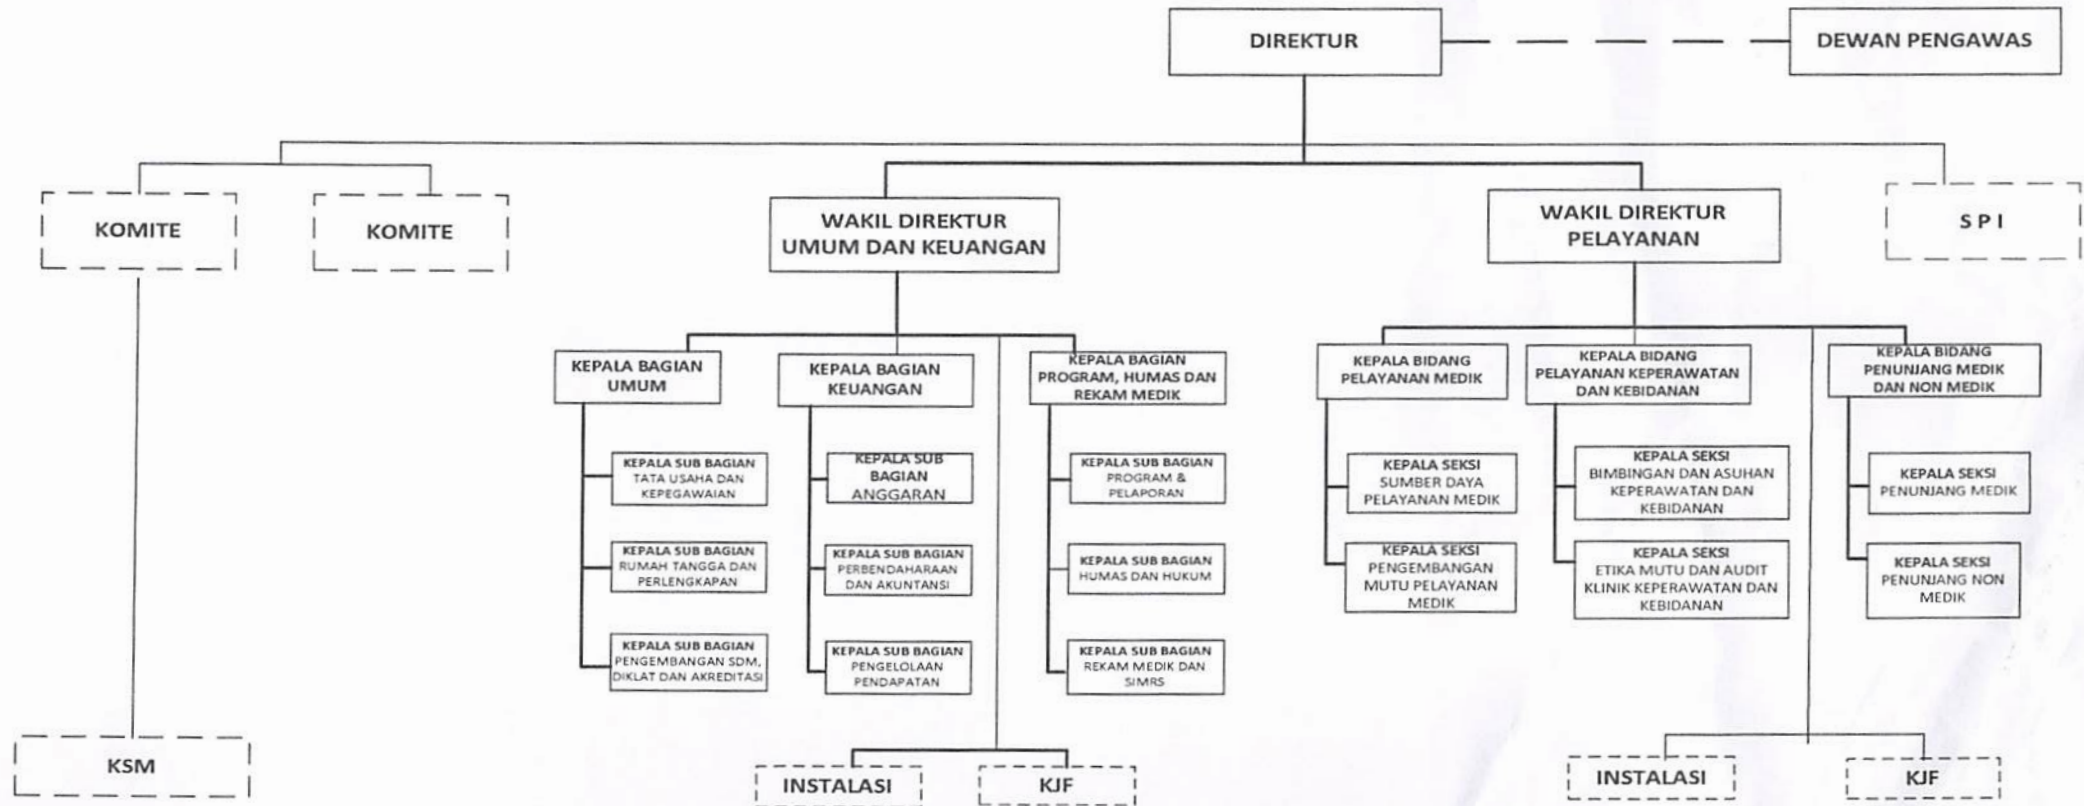 DIREKTUR
DEWAN PENGAWAS
KOMITE
KOMITE
WAKIL DIREKTUR
UMUM DAN KEUANGAN
WAKIL DIREKTUR
PELAYANAN
S P I
KEPALA BAGIAN
UMUM
KEPALA BAGIAN
KEUANGAN
KEPALA BAGIAN
PROGRAM, HUMAS DAN
REKAM MEDIK
KEPALA BIDANG
PELAYANAN MEDIK
KEPALA BIDANG
PELAYANAN KEPERAWATAN
DAN KEBIDANAN
KEPALA BIDANG
PENUNJANG MEDIK
DAN NON MEDIK
KEPALA SUB BAGIAN
TATA USAHA DAN
KEPEGAWAIAN
KEPALA SUB
BAGIAN
ANGGARAN
KEPALA SUB BAGIAN
PROGRAM &
PELAPORAN
KEPALA SEKSI
SUMBER DAYA
PELAYANAN MEDIK
KEPALA SEKSI
BIMBINGAN DAN ASUHAN
KEPERAWATAN DAN
KEBIDANAN
KEPALA SEKSI
PENUNJANG MEDIK
KEPALA SUB BAGIAN
RUMAH TANGGA DAN
PERLENGKAPAN
KEPALA SUB BAGIAN
PERBENDAHARAAN
DAN AKUNTANSI
KEPALA SUB BAGIAN
HUMAS DAN HUKUM
KEPALA SEKSI
PENGEMBANGAN
MUTU PELAYANAN
MEDIK
KEPALA SEKSI
ETIKA MUTU DAN AUDIT
KLINIK KEPERAWATAN DAN
KEBIDANAN
KEPALA SEKSI
PENUNJANG NON
MEDIK
KEPALA SUB BAGIAN
PENGEMBANGAN SDM,
DIKLAT DAN AKREDITASI
KEPALA SUB BAGIAN
PENGELOLAAN
PENDAPATAN
KEPALA SUB BAGIAN
REKAM MEDIK DAN
SIMRS
KSM
INSTALASI
KJF
INSTALASI
KJF